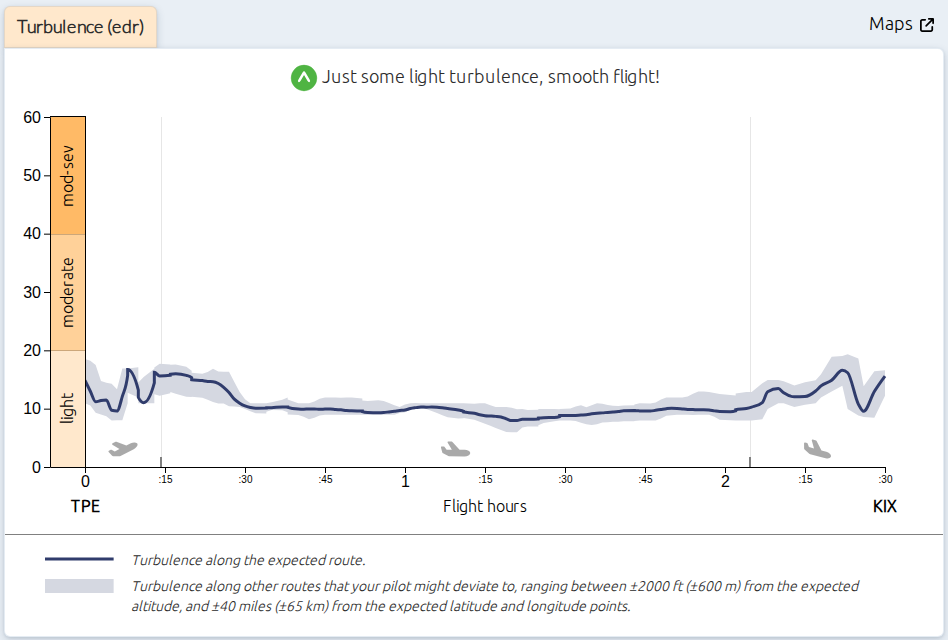 Turbulence (edr)
Maps
Just some light turbulence, smooth flight!
60
50
40
30
20
10
0
mod-sev
moderate
light
0 :15 :30 :45 1 :15 :30 :45 2 :15 :30
TPE Flight hours KIX
Turbulence along the expected route.
Turbulence along other routes that your pilot might deviate to, ranging between ±2000 ft (±600 m) from the expected
altitude, and ±40 miles (±65 km) from the expected latitude and longitude points.